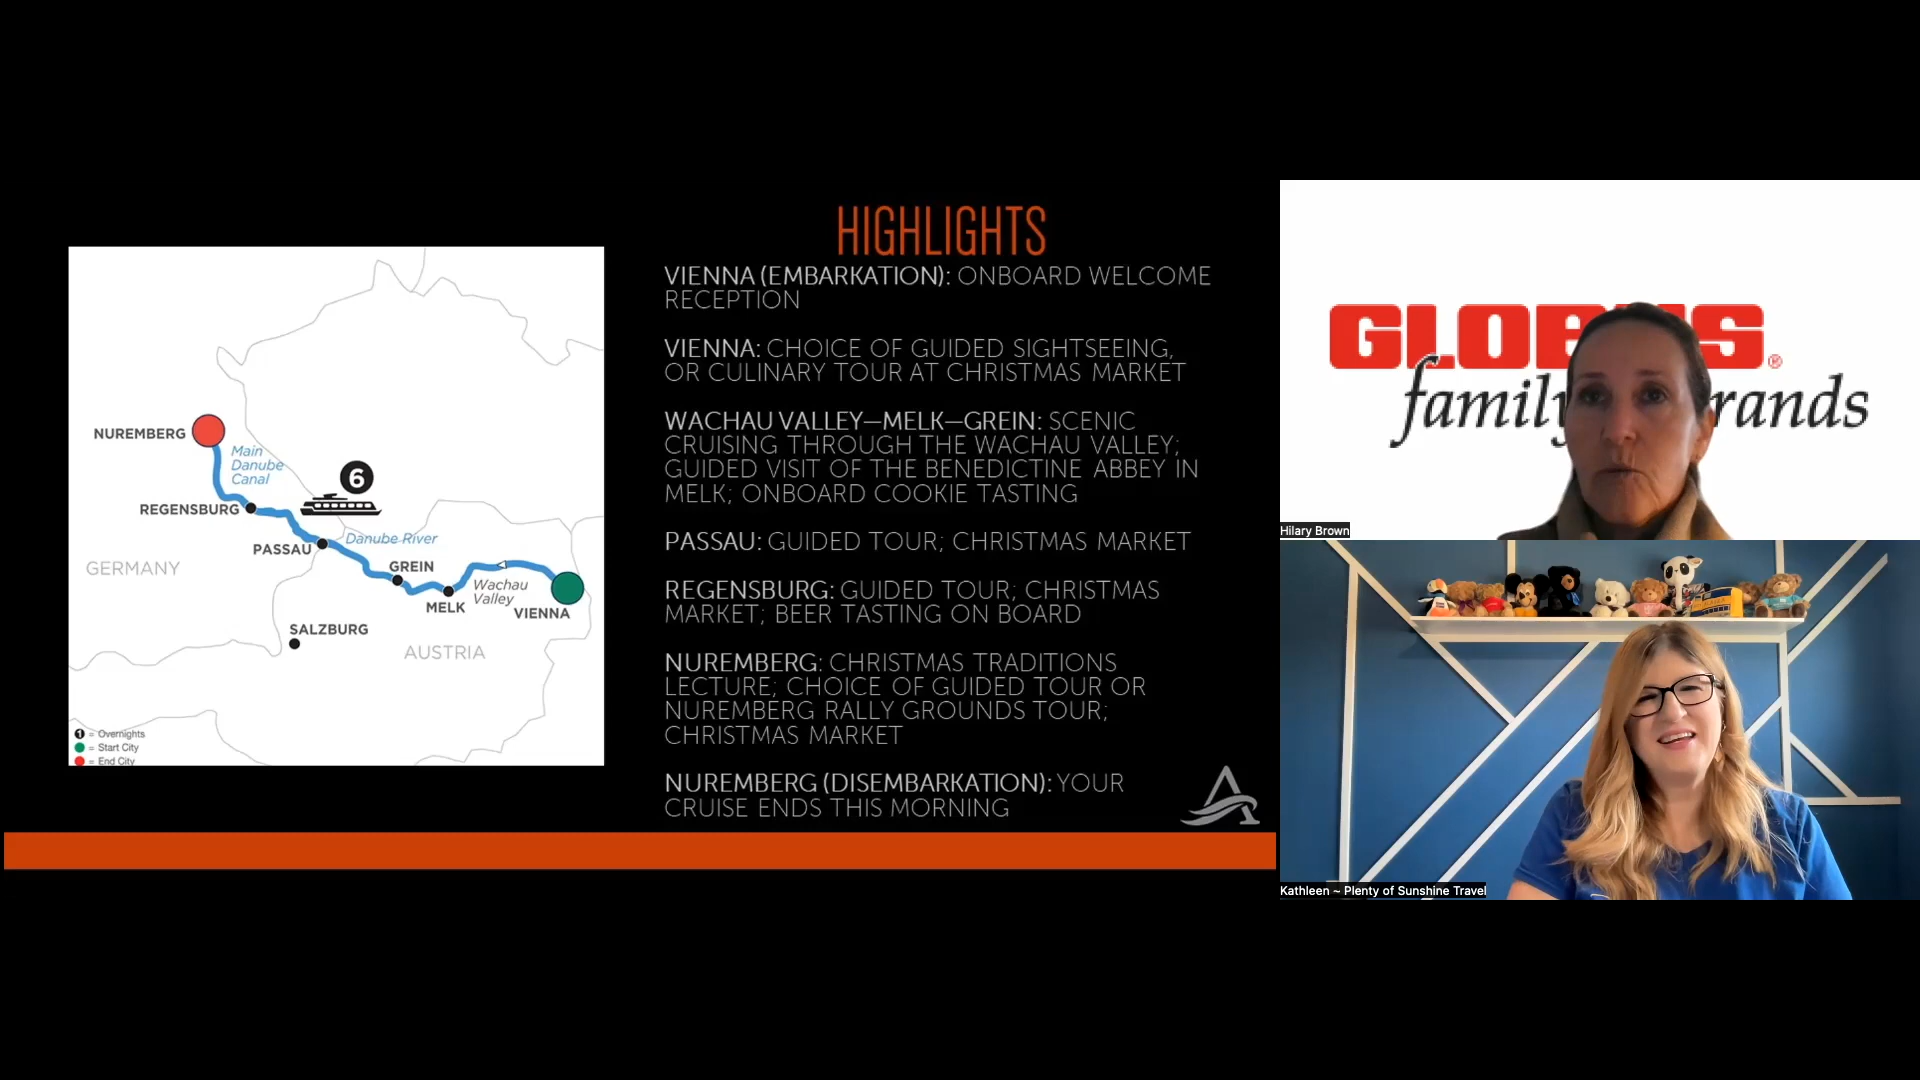 HIGHLIGHTS
VIENNA (EMBARKATION): ONBOARD WELCOME
RECEPTION
VIENNA: CHOICE OF GUIDED SIGHTSEEING,
OR CULINARY TOUR AT CHRISTMAS MARKET
WACHAU VALLEY—MELK—GREIN: SCENIC
CRUISING THROUGH THE WACHAU VALLEY;
GUIDED VISIT OF THE BENEDICTINE ABBEY IN
MELK; ONBOARD COOKIE TASTING
PASSAU: GUIDED TOUR; CHRISTMAS MARKET
REGENSBURG: GUIDED TOUR; CHRISTMAS
MARKET; BEER TASTING ON BOARD
NUREMBERG: CHRISTMAS TRADITIONS
LECTURE; CHOICE OF GUIDED TOUR OR
NUREMBERG RALLY GROUNDS TOUR;
CHRISTMAS MARKET
NUREMBERG (DISEMBARKATION): YOUR
CRUISE ENDS THIS MORNING
NUREMBERG
Main
Danube
Canal
6
REGENSBURG
PASSAU
Danube River
GERMANY
GREIN
MELK
Wachau
Valley
VIENNA
SALZBURG
AUSTRIA
1 = Overnights
= Start City
= End City
family
rands
Hilary Brown
Kathleen ~ Plenty of Sunshine Travel